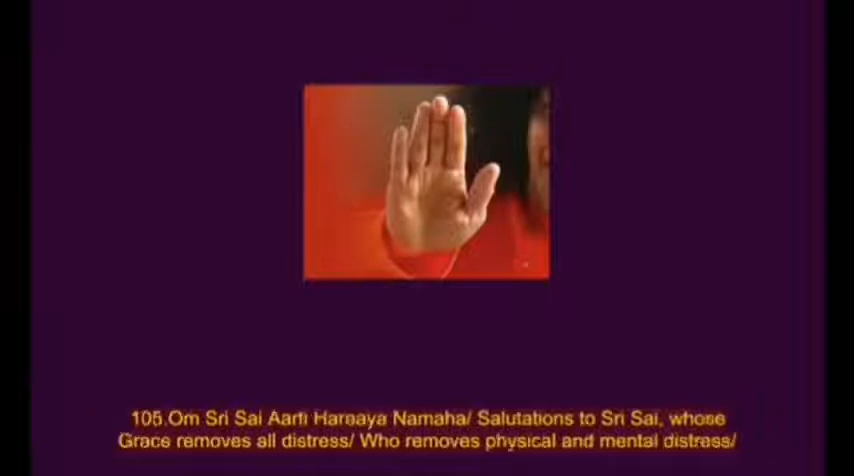 105.Om Sri Sai Aarti Harnaaya Namaha/ Salutations to Sri Sai, whose
Grace removes all distress/ Who removes physical and mental distress/